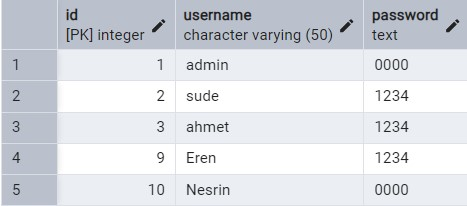 id username password
[PK] integer character varying (50) text
1 1 admin 0000
2 2 sude 1234
3 3 ahmet 1234
4 9 Eren 1234
5 10 Nesrin 0000